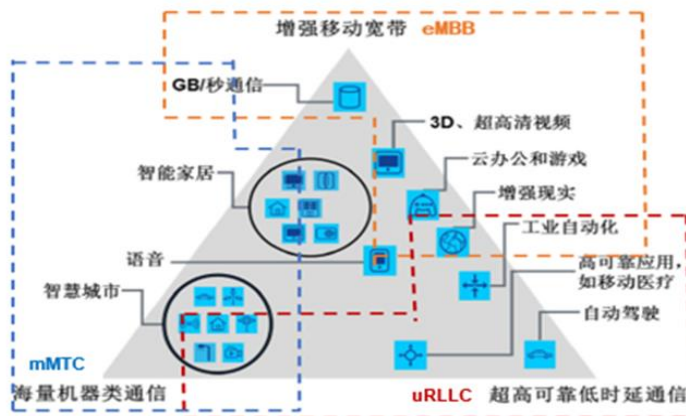 增强移动宽带 eMBB
GB/秒通信
3D、超高清视频
云办公和游戏
智能家居
增强现实
工业自动化
语音
高可靠应用,
如移动医疗
智慧城市
自动驾驶
mMTC
海量机器类通信
uRLLC 超高可靠低时延通信